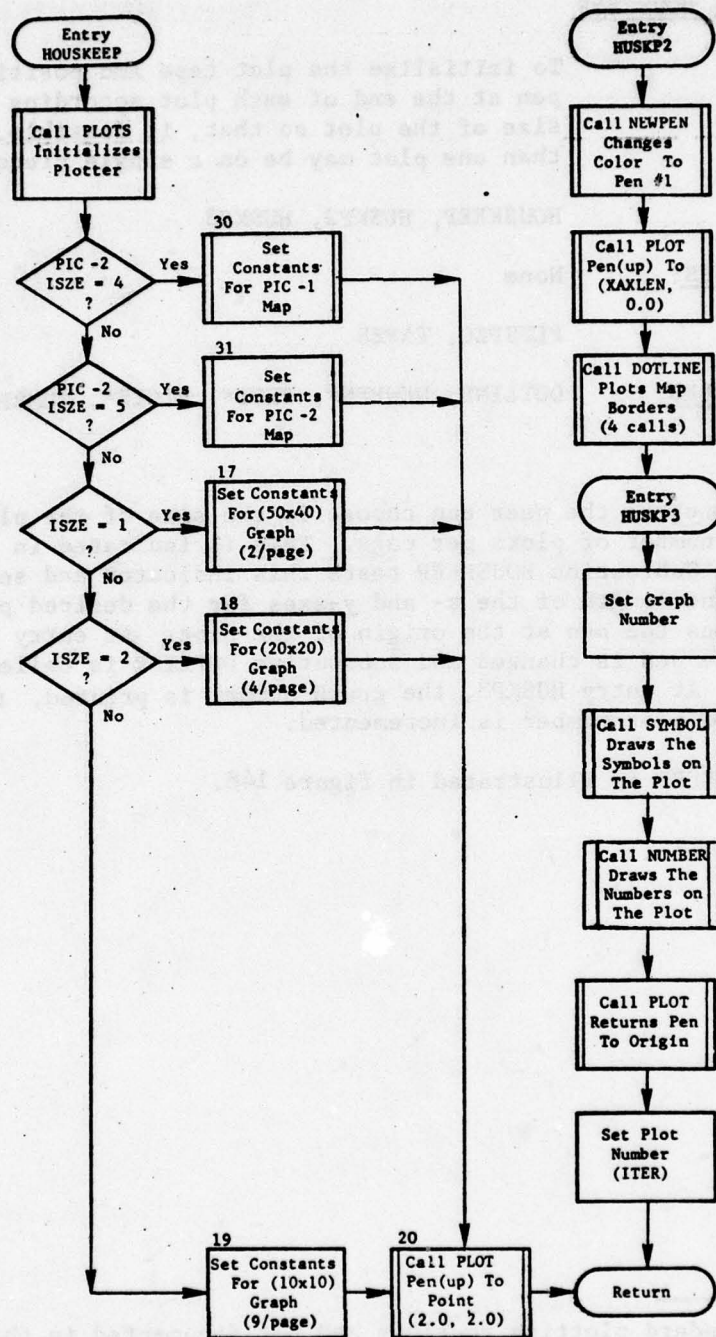 Entry
HOUSKEEP
Call PLOTS
Initializes
Plotter
PIC -2
ISZE = 4
?
Yes
No
30
Set
Constants
For PIC -1
Map
PIC -2
ISZE = 5
?
Yes
No
31
Set
Constants
For PIC -2
Map
ISZE = 1
?
Yes
No
17
Set Constants
For(50x40)
Graph
(2/page)
ISZE = 2
?
Yes
No
18
Set Constants
For(20x20)
Graph
(4/page)
19
Set Constants
For (10x10)
Graph
(9/page)
20
Call PLOT
Pen(up) To
Point
(2.0, 2.0)
Entry
HUSKP2
Call NEWPEN
Changes
Color To
Pen #1
Call PLOT
Pen(up) To
(XAXLEN,
0.0)
Call DOTLINE
Plots Map
Borders
(4 calls)
Entry
HUSKP3
Set Graph
Number
Call SYMBOL
Draws The
Symbols on
The Plot
Call NUMBER
Draws The
Numbers on
The Plot
Call PLOT
Returns Pen
To Origin
Set Plot
Number
(ITER)
Return